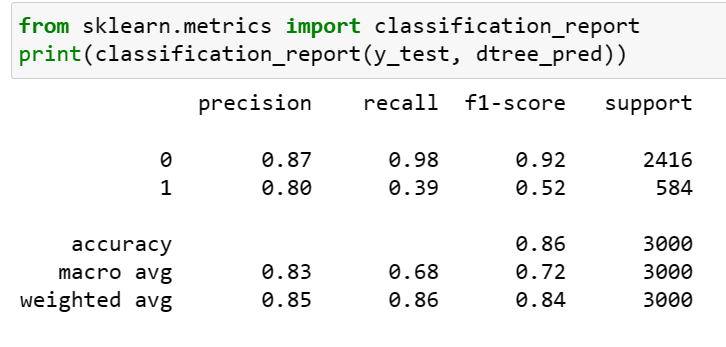 from sklearn.metrics import classification_report
print(classification_report(y_test, dtree_pred))
precision recall f1-score support
0 0.87 0.98 0.92 2416
1 0.80 0.39 0.52 584
accuracy 0.86 3000
macro avg 0.83 0.68 0.72 3000
weighted avg 0.85 0.86 0.84 3000